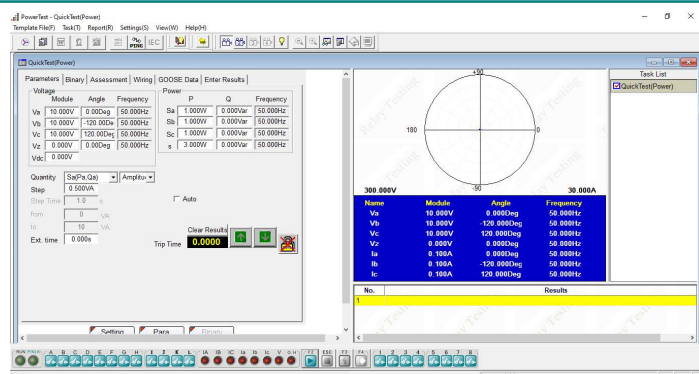 PowerTest - QuickTest(Power)
Template File(F) Task(T) Report(R) Settings(S) View(W) Help(H)
PING IEC
QuickTest(Power)
Parameters Binary Assessment Wiring GOOSE Data Enter Results
Voltage
Module Angle Frequency
Va 10.000V 0.00Deg 50.000Hz
Vb 10.000V -120.00De 50.000Hz
Vc 10.000V 120.00Deg 50.000Hz
Vz 0.000V 0.00Deg 50.000Hz
Vdc 0.000V
Power
P Q Frequency
Sa 1.000W 0.000Var 50.000Hz
Sb 1.000W 0.000Var 50.000Hz
Sc 1.000W 0.000Var 50.000Hz
s 3.000W 0.000Var 50.000Hz
Quantity Sa(Pa,Qa) Amplitu
Step 0.500VA
Step Time 1.0 s
Auto
from 0 VA
to 10 VA
Ext. time 0.000s
Clear Results
Trip Time 0.0000
Setting Para Binary
+90
180 0
-90
300.000V 30.000A
Name Module Angle Frequency
Va 10.000V 0.000Deg 50.000Hz
Vb 10.000V -120.000Deg 50.000Hz
Vc 10.000V 120.000Deg 50.000Hz
Vz 0.000V 0.000Deg 50.000Hz
Ia 0.100A 0.000Deg 50.000Hz
Ib 0.100A -120.000Deg 50.000Hz
Ic 0.100A 120.000Deg 50.000Hz
No. Results
1
Task List
QuickTest(Power)
Relay Testing
RUN A B C D E F G H I J K L IA IB IC Ia Ib Ic V O.H F2 ESC F3 F4 1 2 3 4 5 6 7 8